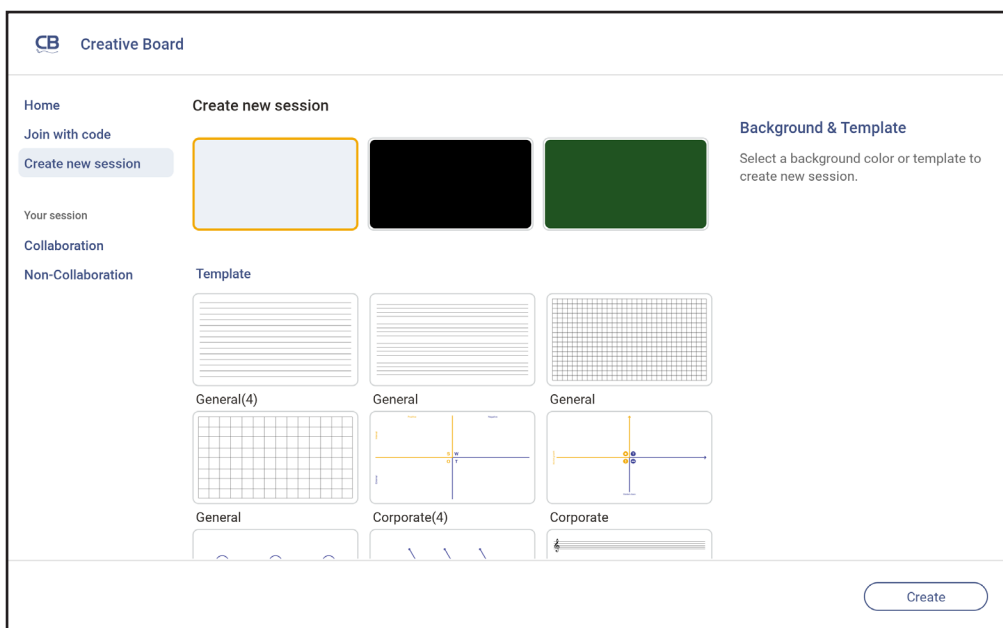 CB
Creative Board
Home
Join with code
Create new session
Your session
Collaboration
Non-Collaboration
Create new session
Background & Template
Select a background color or template to
create new session.
Template
General(4)
General
General
General
Corporate(4)
Corporate
Create